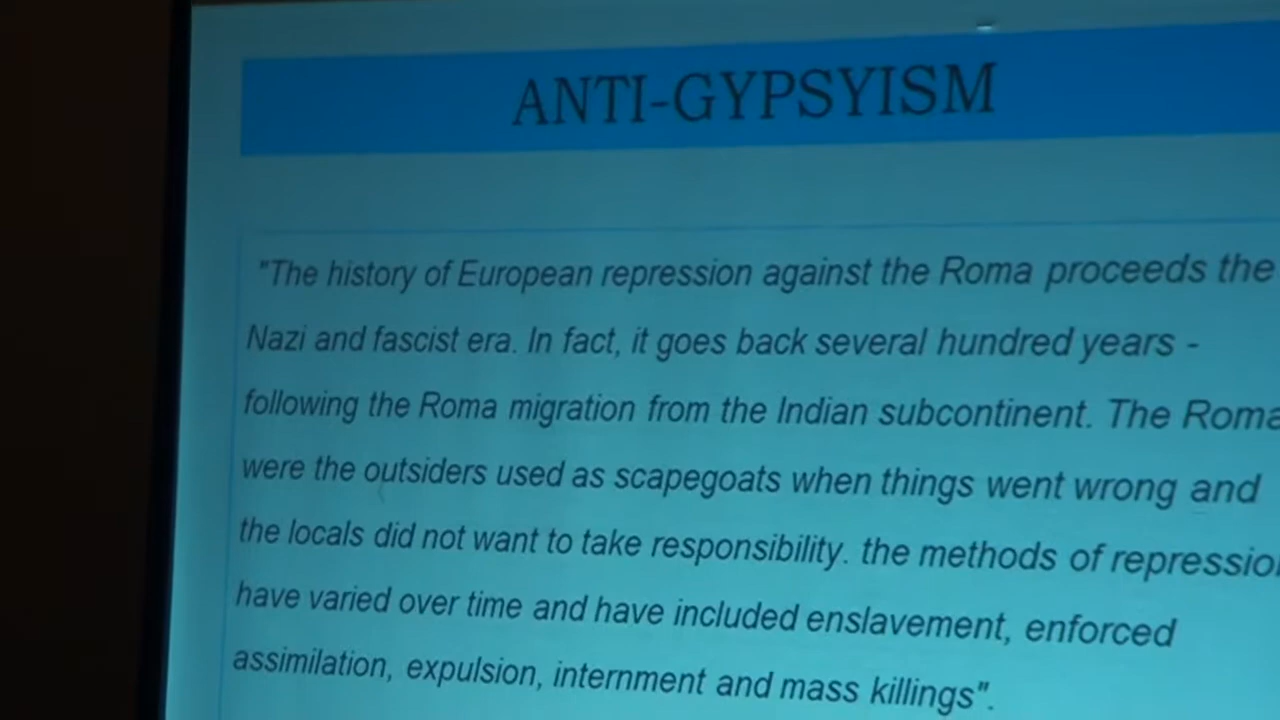 ANTI-GYPSYISM
"The history of European repression against the Roma proceeds the
Nazi and fascist era. In fact, it goes back several hundred years -
following the Roma migration from the Indian subcontinent. The Roma
were the outsiders used as scapegoats when things went wrong and
the locals did not want to take responsibility. the methods of repressio
have varied over time and have included enslavement, enforced
assimilation, expulsion, internment and mass killings".